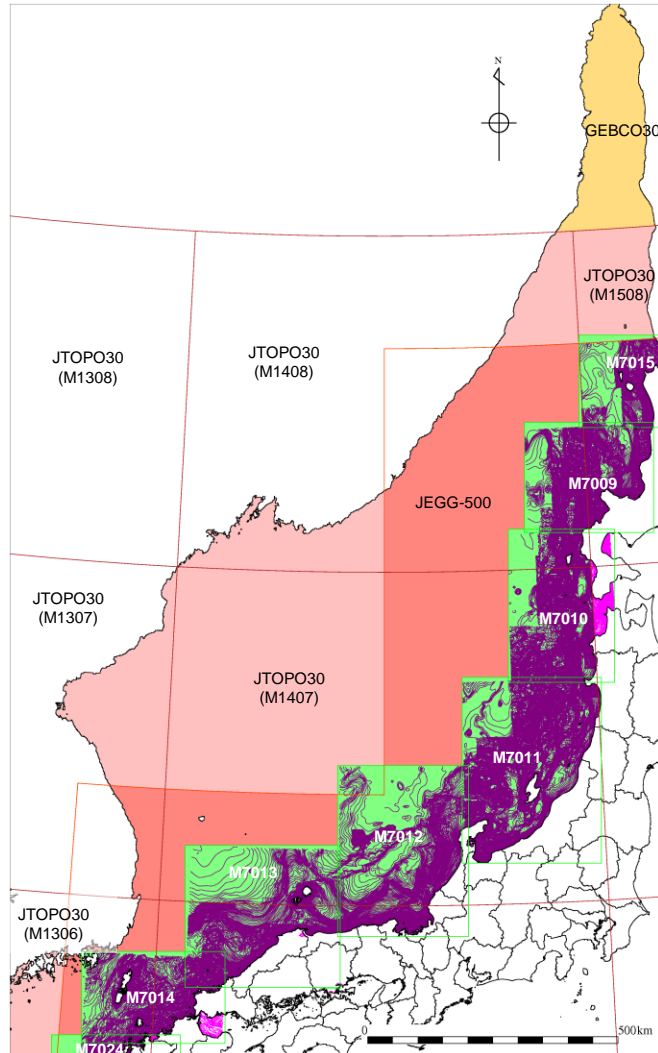 N
GEBCO30
JTOPO30
(M1508)
JTOPO30
(M1308)
JTOPO30
(M1408)
M7015
M7009
JEGG-500
JTOPO30
(M1307)
M7010
JTOPO30
(M1407)
M7011
M7012
M7013
JTOPO30
(M1306)
M7014
M7024
0
500km